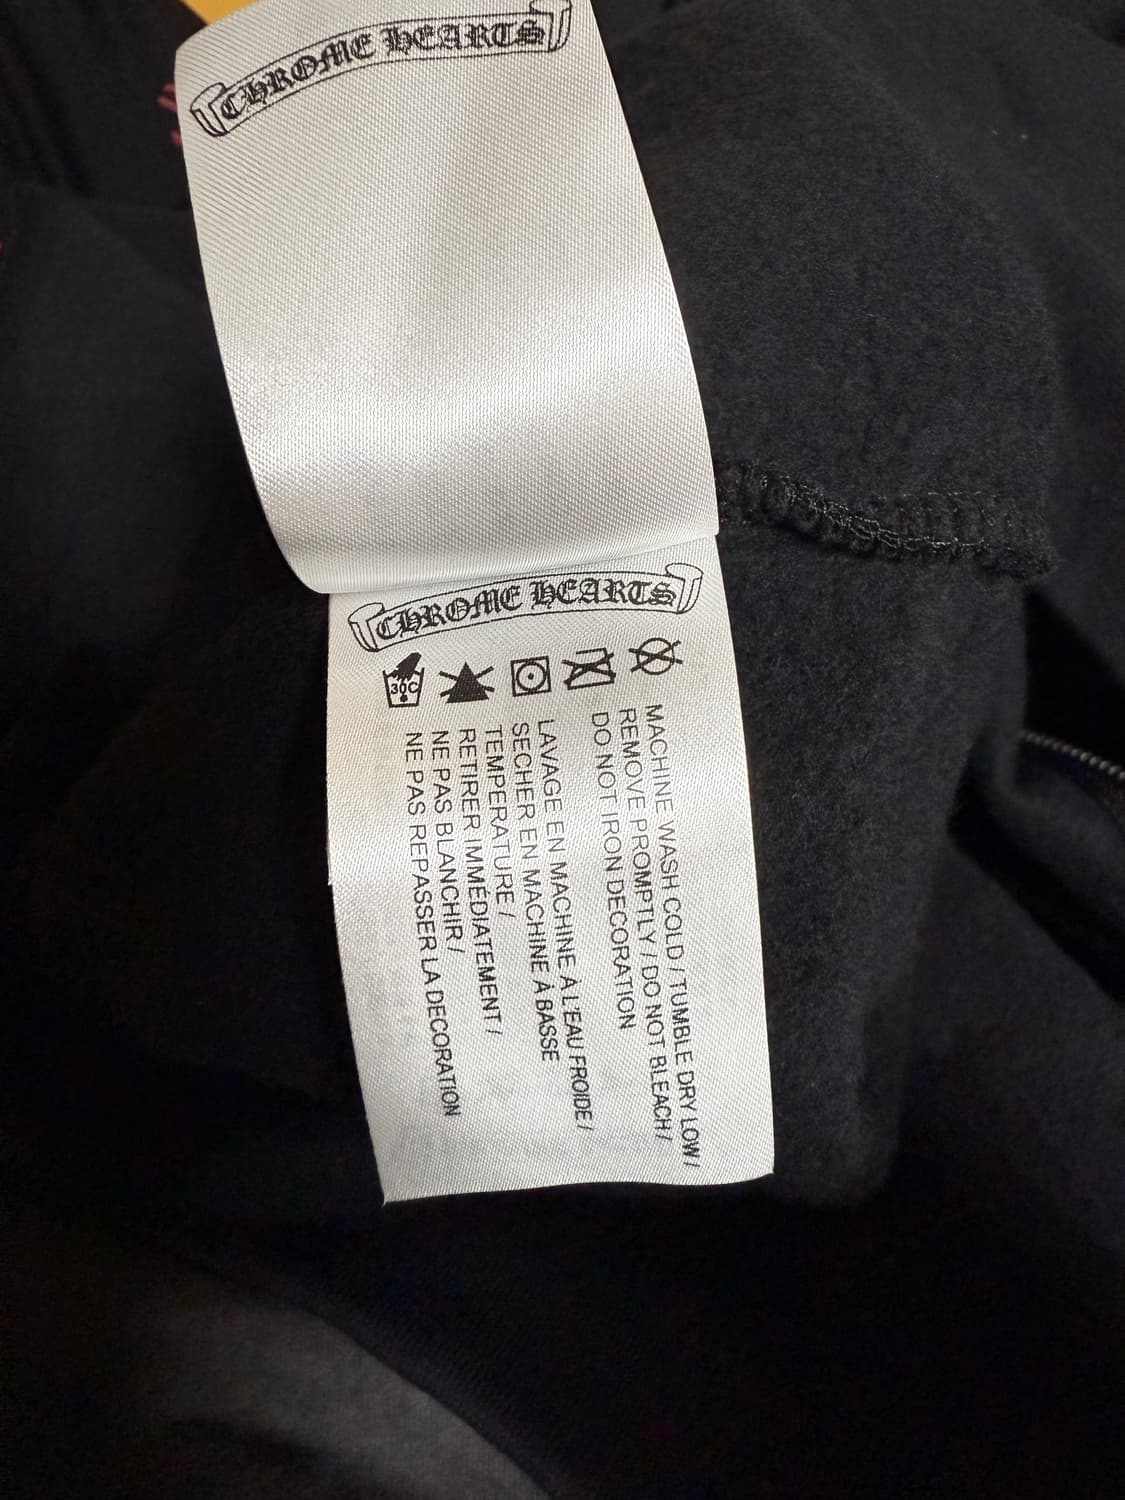 CHROME HEARTS
CHROME HEARTS
30C
MACHINE WASH COLD / TUMBLE DRY LOW /
REMOVE PROMPTLY / DO NOT BLEACH /
DO NOT IRON DECORATION
LAVAGE EN MACHINE À L'EAU FROIDE /
SECHER EN MACHINE À BASSE
TEMPERATURE /
RETIRER IMMÉDIATEMENT /
NE PAS BLANCHIR /
NE PAS REPASSER LA DECORATION